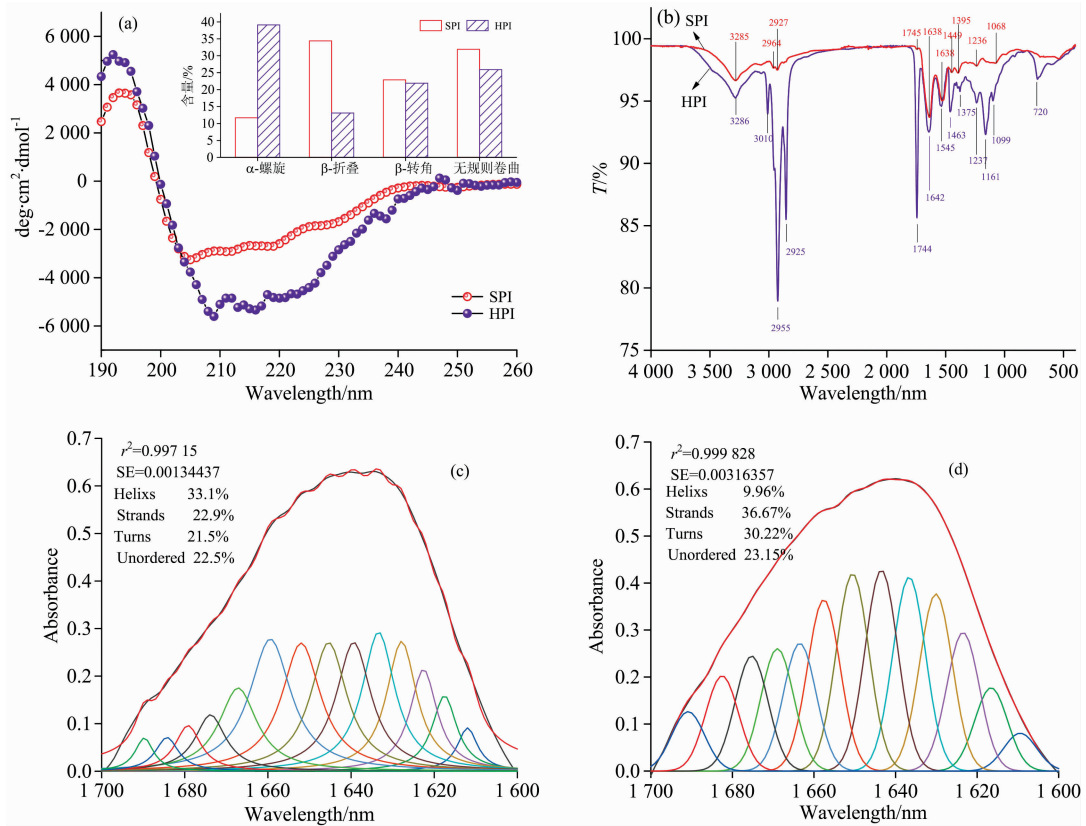 (a)
SPI
HPI
含量/%
40
35
30
25
20
15
10
5
0
α-螺旋 β-折叠 β-转角 无规则卷曲
deg·cm²·dmol⁻¹
6 000
4 000
2 000
0
-2 000
-4 000
-6 000
SPI
HPI
190 200 210 220 230 240 250 260
Wavelength/nm
(b)
SPI
HPI
T/%
100
95
90
85
80
75
3285
2964
2927
1745
1638
1638
1449
1395
1236
1068
3286
3010
2955
2925
1744
1642
1545
1463
1375
1237
1161
1099
720
4 000 3 500 3 000 2 500 2 000 1 500 1 000 500
Wavelength/nm
(c)
r²=0.997 15
SE=0.00134437
Helixs 33.1%
Strands 22.9%
Turns 21.5%
Unordered 22.5%
Absorbance
0.7
0.6
0.5
0.4
0.3
0.2
0.1
0.0
1 700 1 680 1 660 1 640 1 620 1 600
Wavelength/nm
(d)
r²=0.999 828
SE=0.00316357
Helixs 9.96%
Strands 36.67%
Turns 30.22%
Unordered 23.15%
Absorbance
0.7
0.6
0.5
0.4
0.3
0.2
0.1
0.0
1 700 1 680 1 660 1 640 1 620 1 600
Wavelength/nm